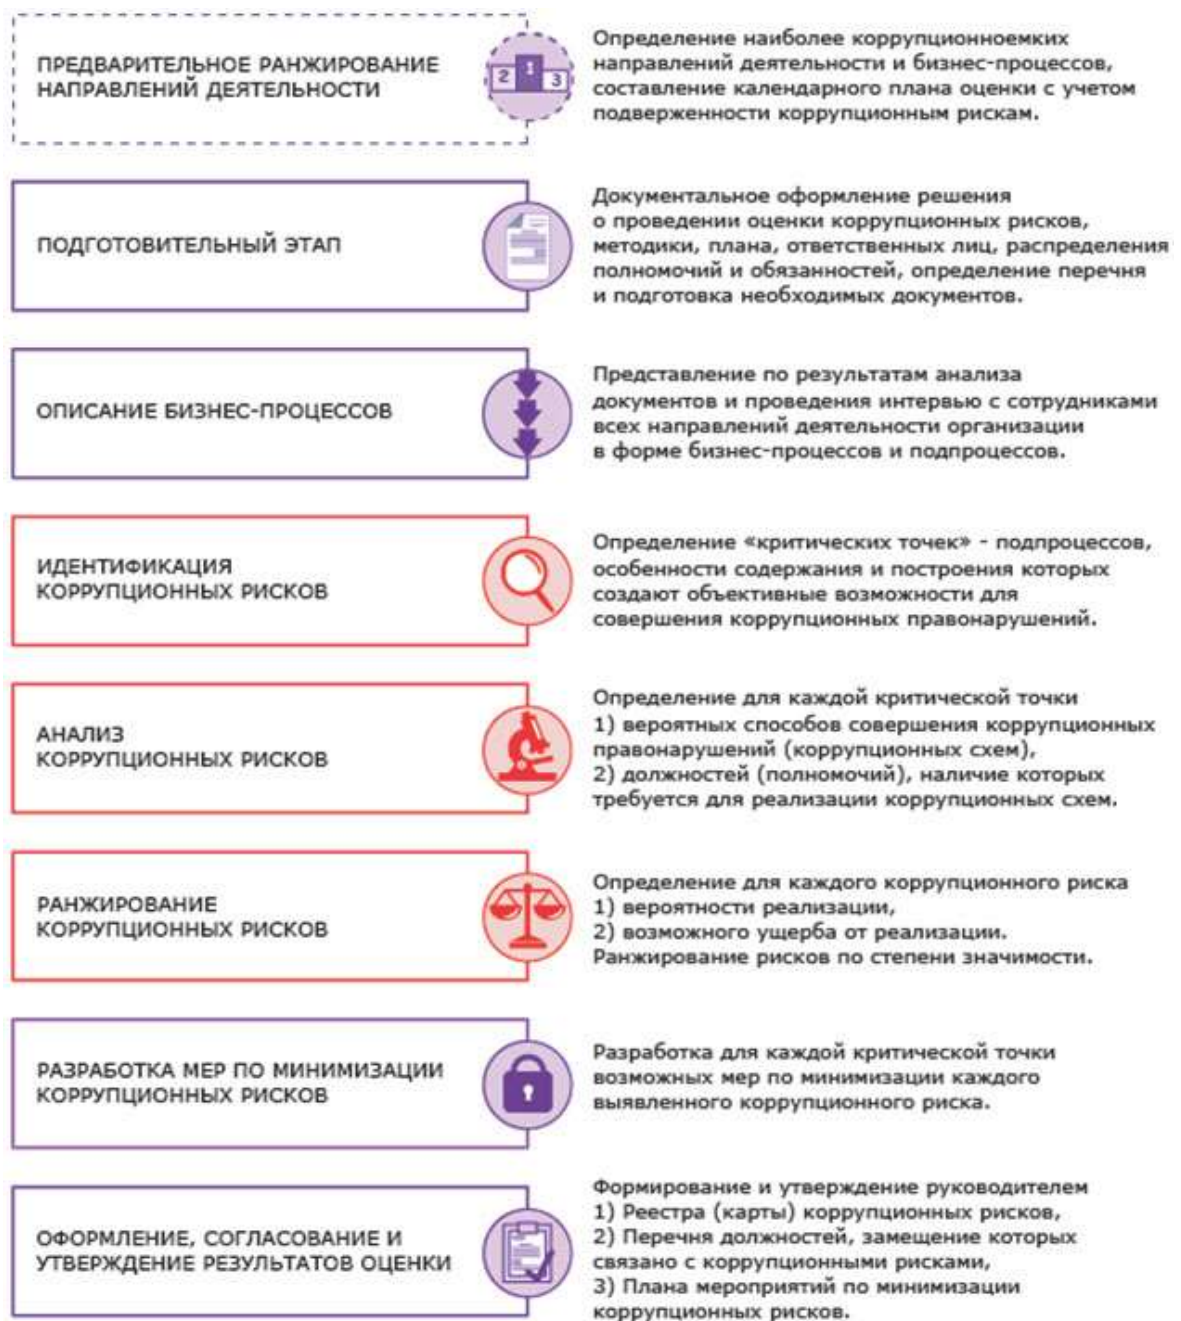 ПРЕДВАРИТЕЛЬНОЕ РАНЖИРОВАНИЕ
НАПРАВЛЕНИЙ ДЕЯТЕЛЬНОСТИ
2 1 3
Определение наиболее коррупционноемких
направлений деятельности и бизнес-процессов,
составление календарного плана оценки с учетом
подверженности коррупционным рискам.
ПОДГОТОВИТЕЛЬНЫЙ ЭТАП
Документальное оформление решения
о проведении оценки коррупционных рисков,
методики, плана, ответственных лиц, распределения
полномочий и обязанностей, определение перечня
и подготовка необходимых документов.
ОПИСАНИЕ БИЗНЕС-ПРОЦЕССОВ
Представление по результатам анализа
документов и проведения интервью с сотрудниками
всех направлений деятельности организации
в форме бизнес-процессов и подпроцессов.
ИДЕНТИФИКАЦИЯ
КОРРУПЦИОННЫХ РИСКОВ
Определение «критических точек» - подпроцессов,
особенности содержания и построения которых
создают объективные возможности для
совершения коррупционных правонарушений.
АНАЛИЗ
КОРРУПЦИОННЫХ РИСКОВ
Определение для каждой критической точки
1) вероятных способов совершения коррупционных
правонарушений (коррупционных схем),
2) должностей (полномочий), наличие которых
требуется для реализации коррупционных схем.
РАНЖИРОВАНИЕ
КОРРУПЦИОННЫХ РИСКОВ
Определение для каждого коррупционного риска
1) вероятности реализации,
2) возможного ущерба от реализации.
Ранжирование рисков по степени значимости.
РАЗРАБОТКА МЕР ПО МИНИМИЗАЦИИ
КОРРУПЦИОННЫХ РИСКОВ
Разработка для каждой критической точки
возможных мер по минимизации каждого
выявленного коррупционного риска.
ОФОРМЛЕНИЕ, СОГЛАСОВАНИЕ И
УТВЕРЖДЕНИЕ РЕЗУЛЬТАТОВ ОЦЕНКИ
Формирование и утверждение руководителем
1) Реестра (карты) коррупционных рисков,
2) Перечня должностей, замещение которых
связано с коррупционными рисками,
3) Плана мероприятий по минимизации
коррупционных рисков.